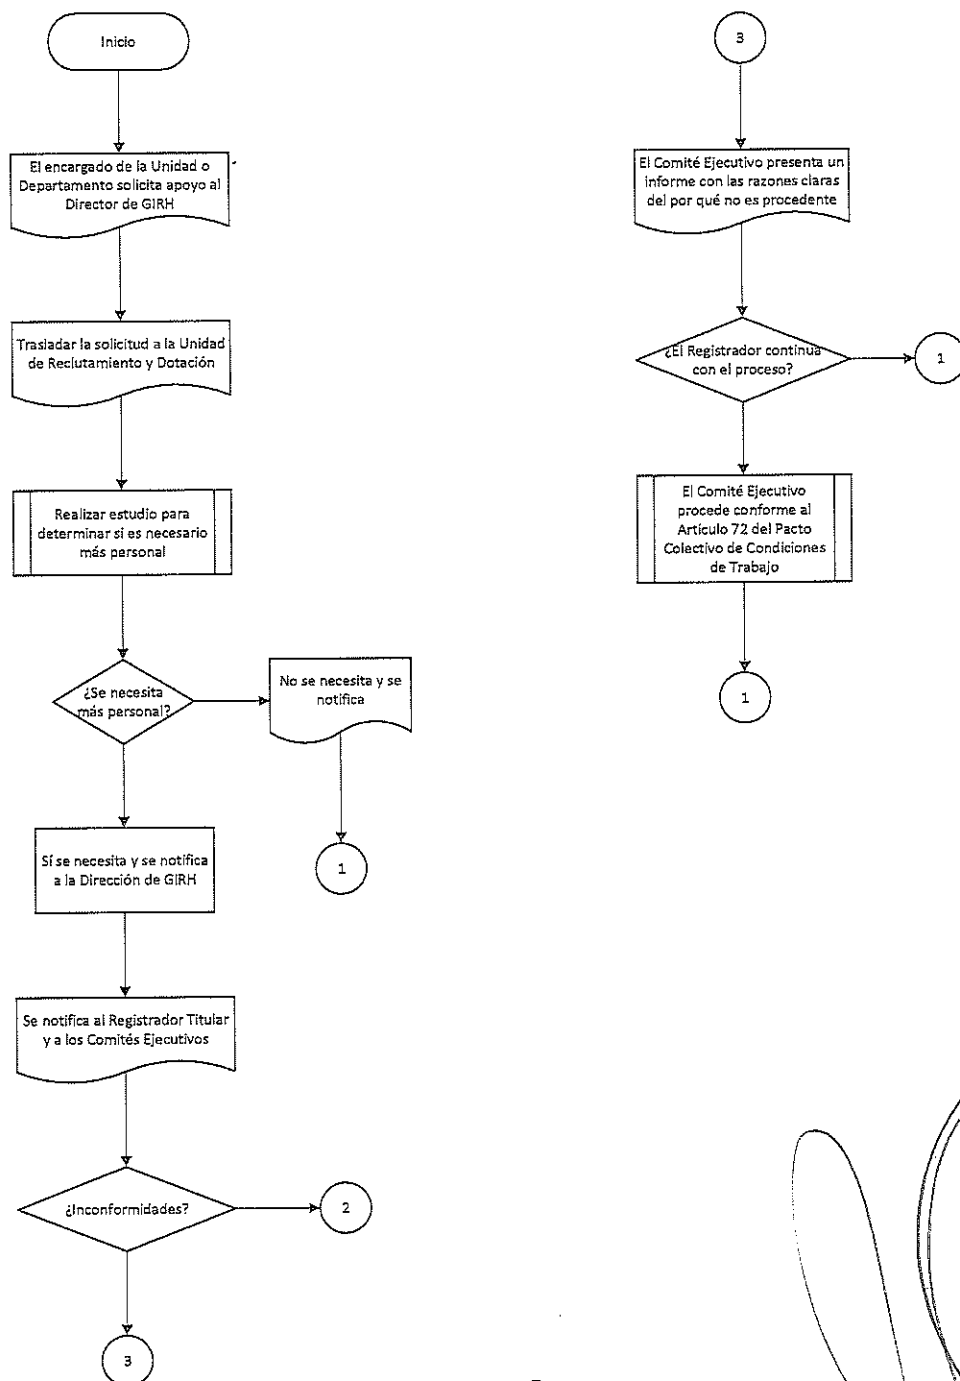 Inicio
El encargado de la Unidad o
Departamento solicita apoyo al
Director de GIRH
Trasladar la solicitud a la Unidad
de Reclutamiento y Dotación
Realizar estudio para
determinar si es necesario
más personal
¿Se necesita
más personal?
No se necesita y se
notifica
1
Sí se necesita y se notifica
a la Dirección de GIRH
Se notifica al Registrador Titular
y a los Comités Ejecutivos
¿Inconformidades?
2
3
3
El Comité Ejecutivo presenta un
informe con las razones claras
del por qué no es procedente
¿El Registrador continua
con el proceso?
1
El Comité Ejecutivo
procede conforme al
Artículo 72 del Pacto
Colectivo de Condiciones
de Trabajo
1